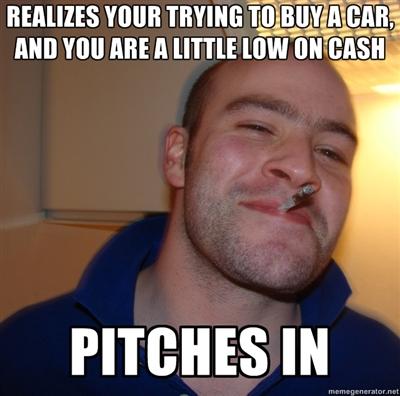 REALIZES YOUR TRYING TO BUY A CAR,
AND YOU ARE A LITTLE LOW ON CASH
PITCHES IN
memegenerator.net